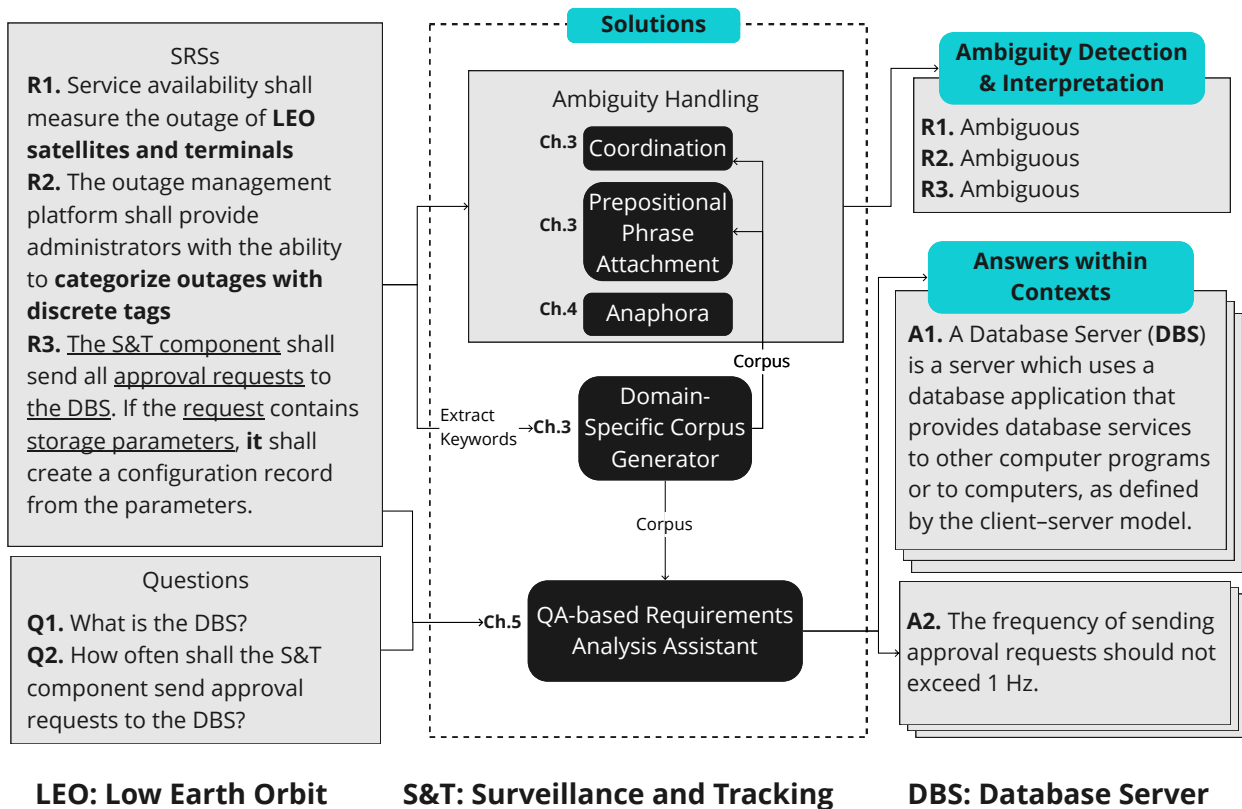 SRSs
R1. Service availability shall
measure the outage of LEO
satellites and terminals
R2. The outage management
platform shall provide
administrators with the ability
to categorize outages with
discrete tags
R3. The S&T component shall
send all approval requests to
the DBS. If the request contains
storage parameters, it shall
create a configuration record
from the parameters.
Questions
Q1. What is the DBS?
Q2. How often shall the S&T
component send approval
requests to the DBS?
Solutions
Ambiguity Handling
Ch.3
Coordination
Ch.3
Prepositional
Phrase
Attachment
Ch.4
Anaphora
Corpus
Extract
Keywords
Ch.3
Domain-
Specific Corpus
Generator
Corpus
Ch.5
QA-based Requirements
Analysis Assistant
Ambiguity Detection
& Interpretation
R1. Ambiguous
R2. Ambiguous
R3. Ambiguous
Answers within
Contexts
A1. A Database Server (DBS)
is a server which uses a
database application that
provides database services
to other computer programs
or to computers, as defined
by the client–server model.
A2. The frequency of sending
approval requests should not
exceed 1 Hz.
LEO: Low Earth Orbit
S&T: Surveillance and Tracking
DBS: Database Server